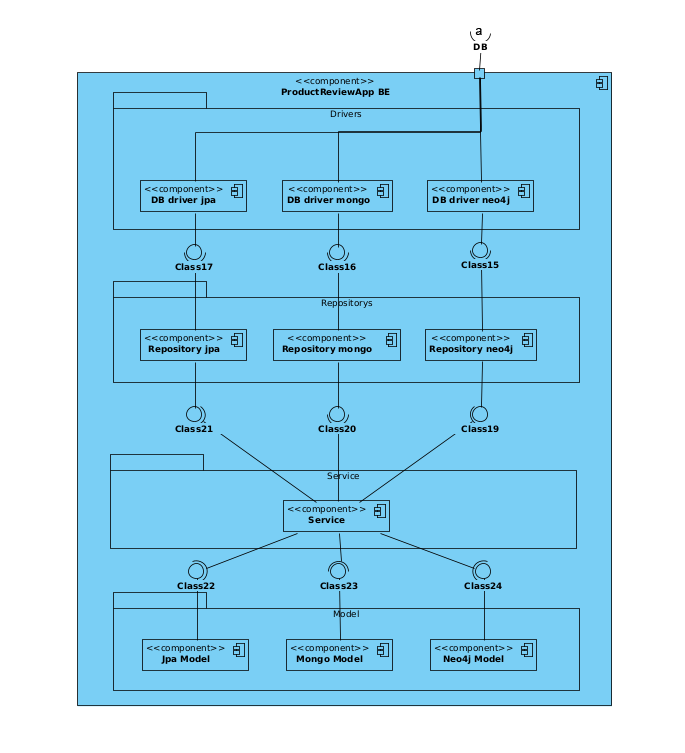 a
DB
<<component>>
ProductReviewApp BE
Drivers
<<component>> <<component>> <<component>>
DB driver jpa DB driver mongo DB driver neo4j
Class17 Class16 Class15
Repositorys
<<component>> <<component>> <<component>>
Repository jpa Repository mongo Repository neo4j
Class21 Class20 Class19
Service
<<component>>
Service
Class22 Class23 Class24
Model
<<component>> <<component>> <<component>>
Jpa Model Mongo Model Neo4j Model